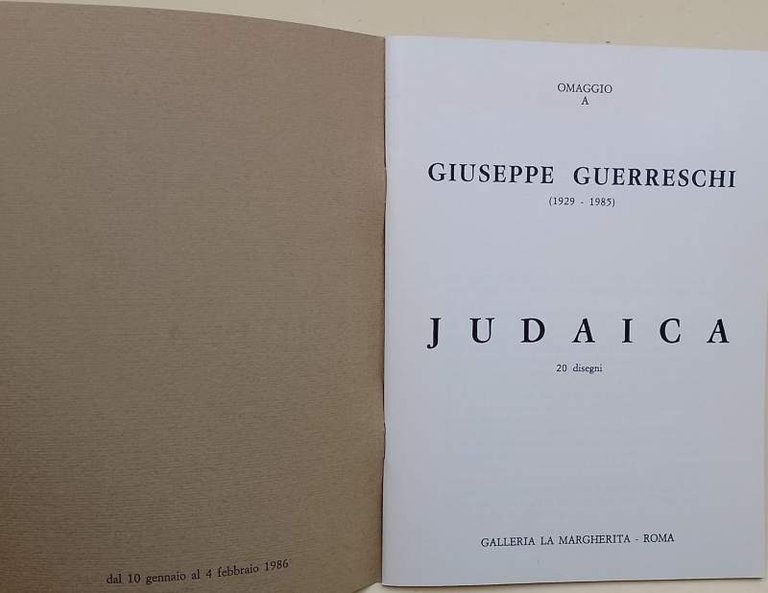 dal 10 gennaio al 4 febbraio 1986
OMAGGIO
A
GIUSEPPE GUERRESCHI
(1929 - 1985)
JUDAICA
20 disegni
GALLERIA LA MARGHERITA - ROMA